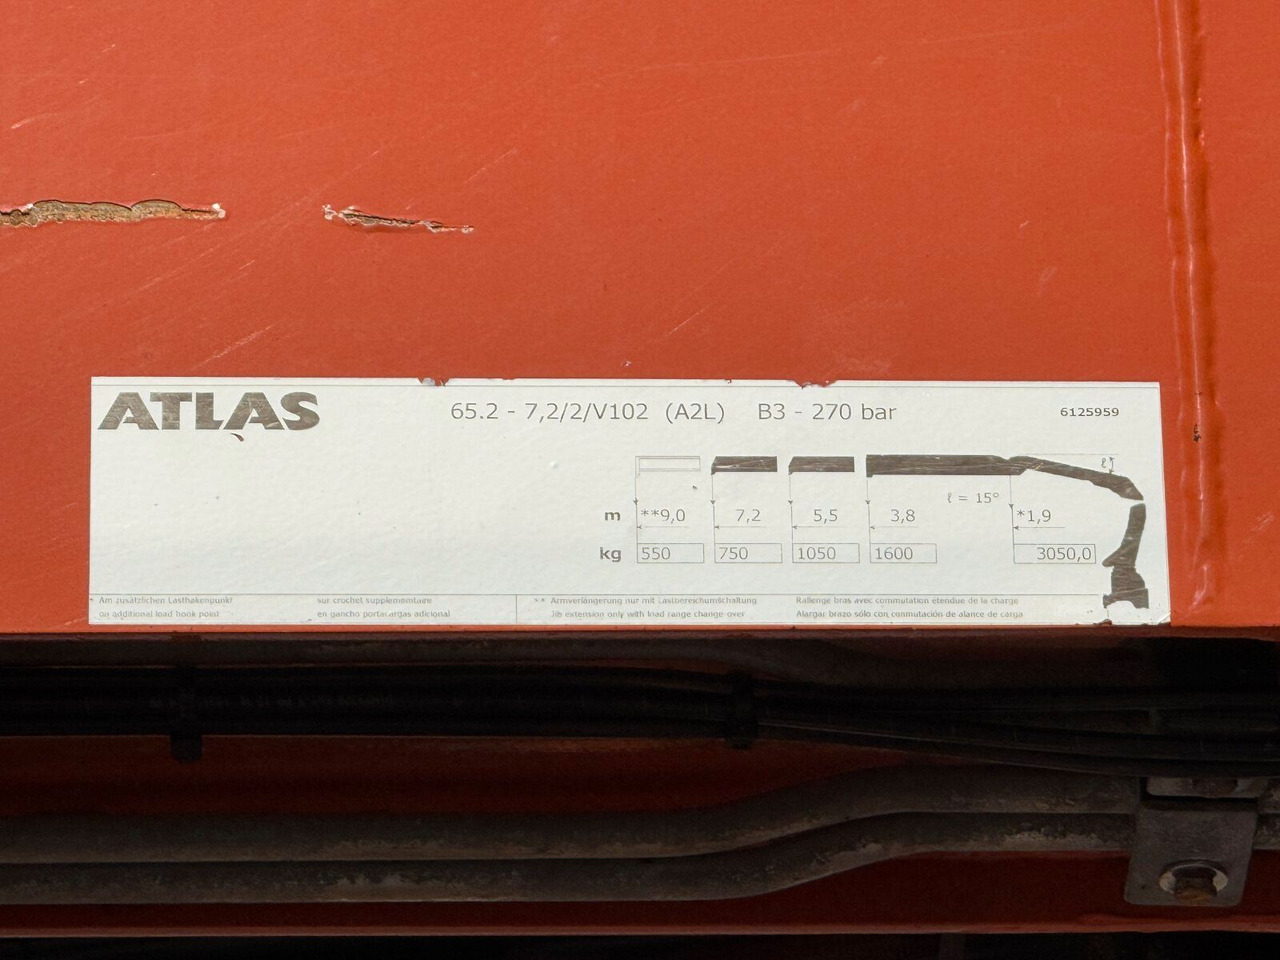 ATLAS
65.2 - 7,2/2/V102 (A2L) B3 - 270 bar
6125959
ℓ
ℓ = 15°
m **9,0 7,2 5,5 3,8 *1,9
kg 550 750 1050 1600 3050,0
* Am zusätzlichen Lasthakenpunkt sur crochet supplementaire ** Armverlängerung nur mit Lastbereichumschaltung Rallenge bras avec commutation étendue de la charge
on additional load hook point en gancho portacargas adicional Jib extension only with load range change over Alargar brazo sólo con conmutación de alance de carga